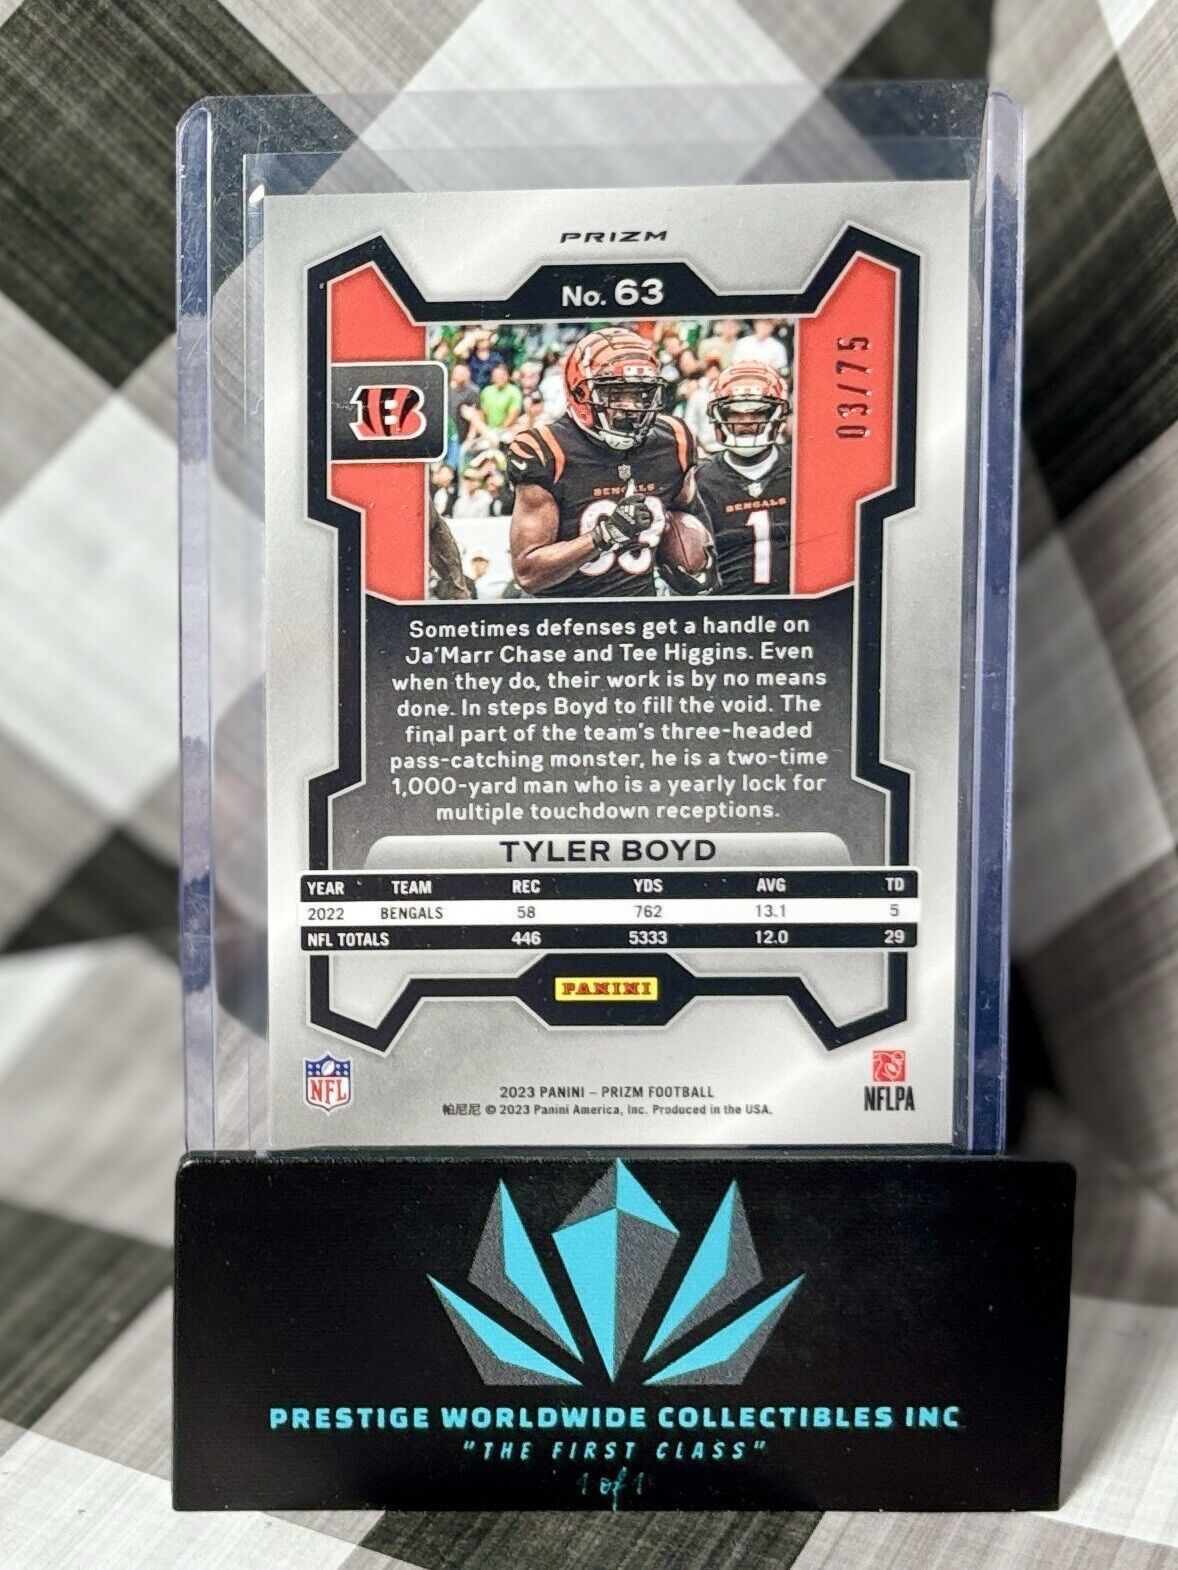 PRIZM
No. 63
03/75
B
BENGALS
83
BENGALS
1
Sometimes defenses get a handle on
Ja'Marr Chase and Tee Higgins. Even
when they do, their work is by no means
done. In steps Boyd to fill the void. The
final part of the team's three-headed
pass-catching monster, he is a two-time
1,000-yard man who is a yearly lock for
multiple touchdown receptions.
TYLER BOYD
YEAR TEAM REC YDS AVG TD
2022 BENGALS 58 762 13.1 5
NFL TOTALS 446 5333 12.0 29
PANINI
NFL
NFLPA
2023 PANINI – PRIZM FOOTBALL
帕尼尼 © 2023 Panini America, Inc. Produced in the USA.
PRESTIGE WORLDWIDE COLLECTIBLES INC
"THE FIRST CLASS"
1 of 1